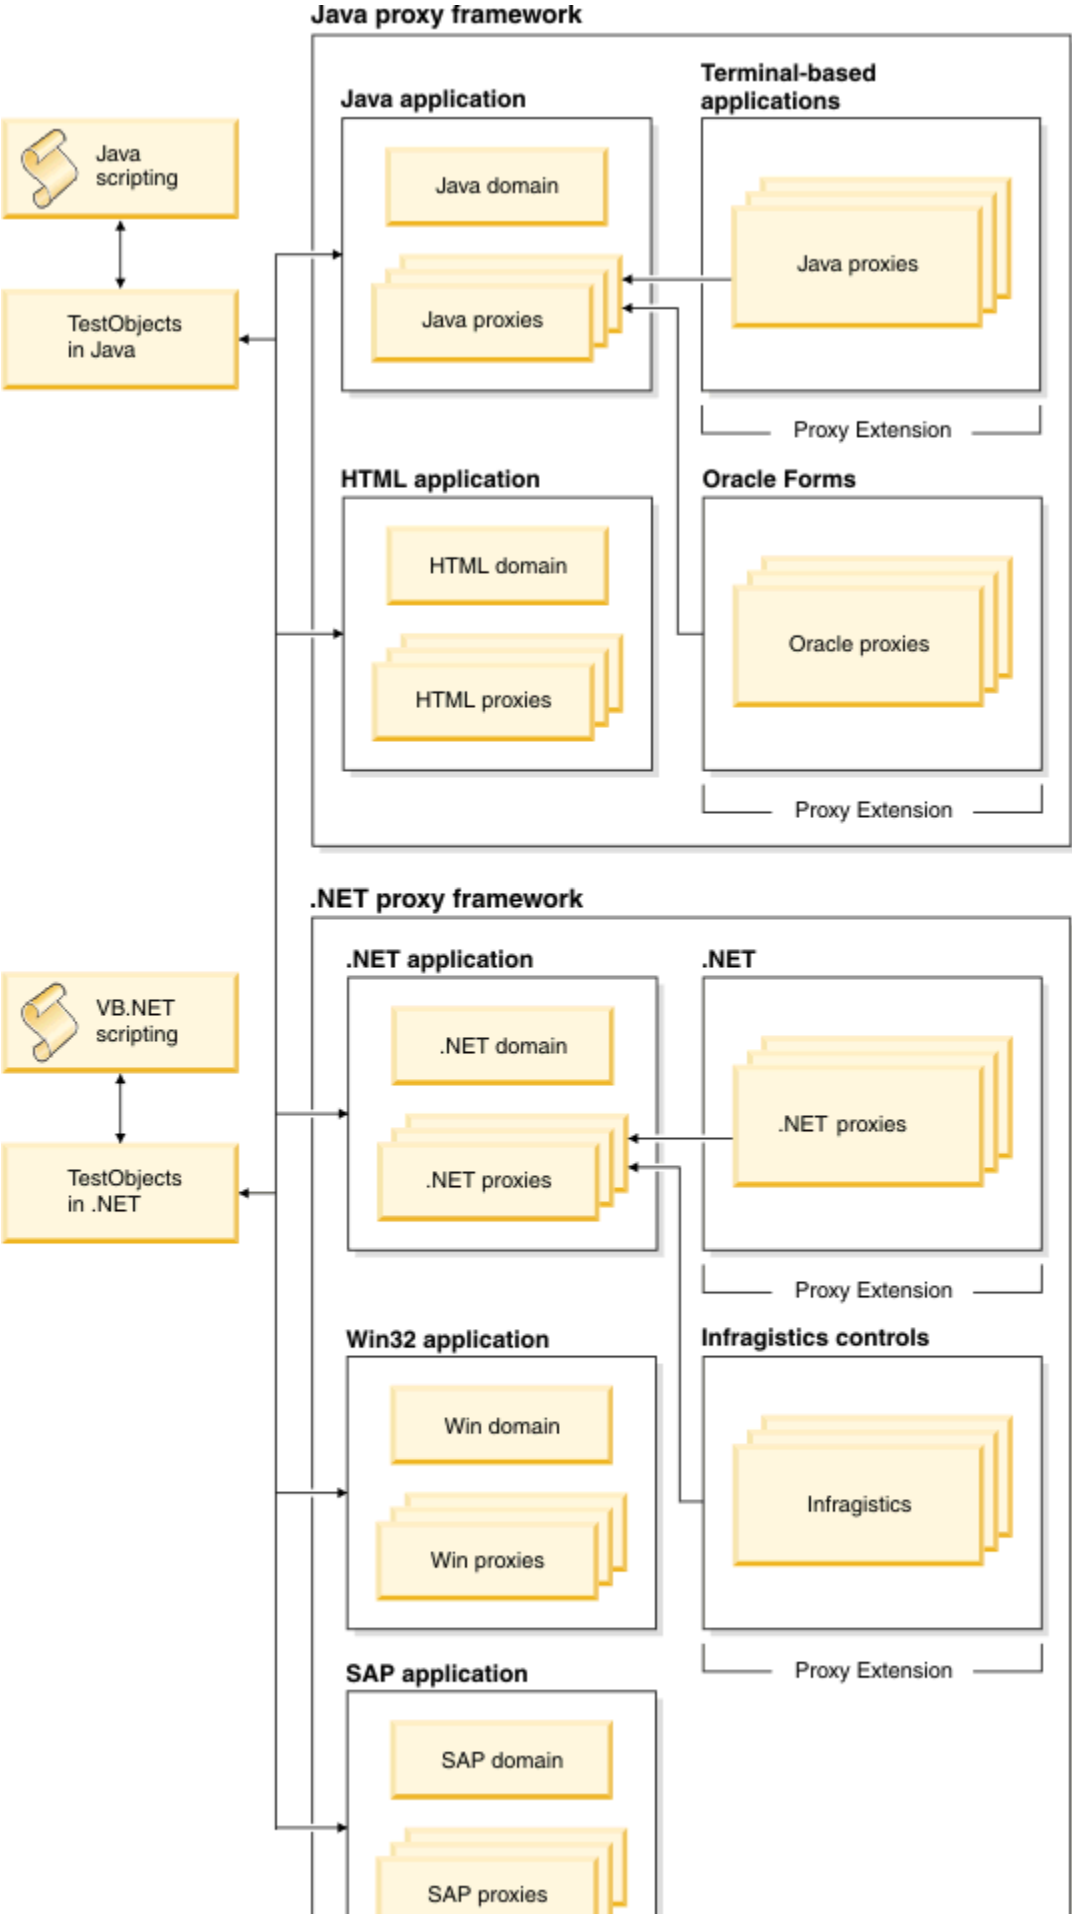 Java proxy framework
Java application
Terminal-based
applications
Java
scripting
Java domain
Java proxies
Java proxies
TestObjects
in Java
Proxy Extension
HTML application
Oracle Forms
HTML domain
HTML proxies
Oracle proxies
Proxy Extension
.NET proxy framework
.NET application
.NET
VB.NET
scripting
.NET domain
.NET proxies
.NET proxies
TestObjects
in .NET
Proxy Extension
Win32 application
Infragistics controls
Win domain
Win proxies
Infragistics
Proxy Extension
SAP application
SAP domain
SAP proxies